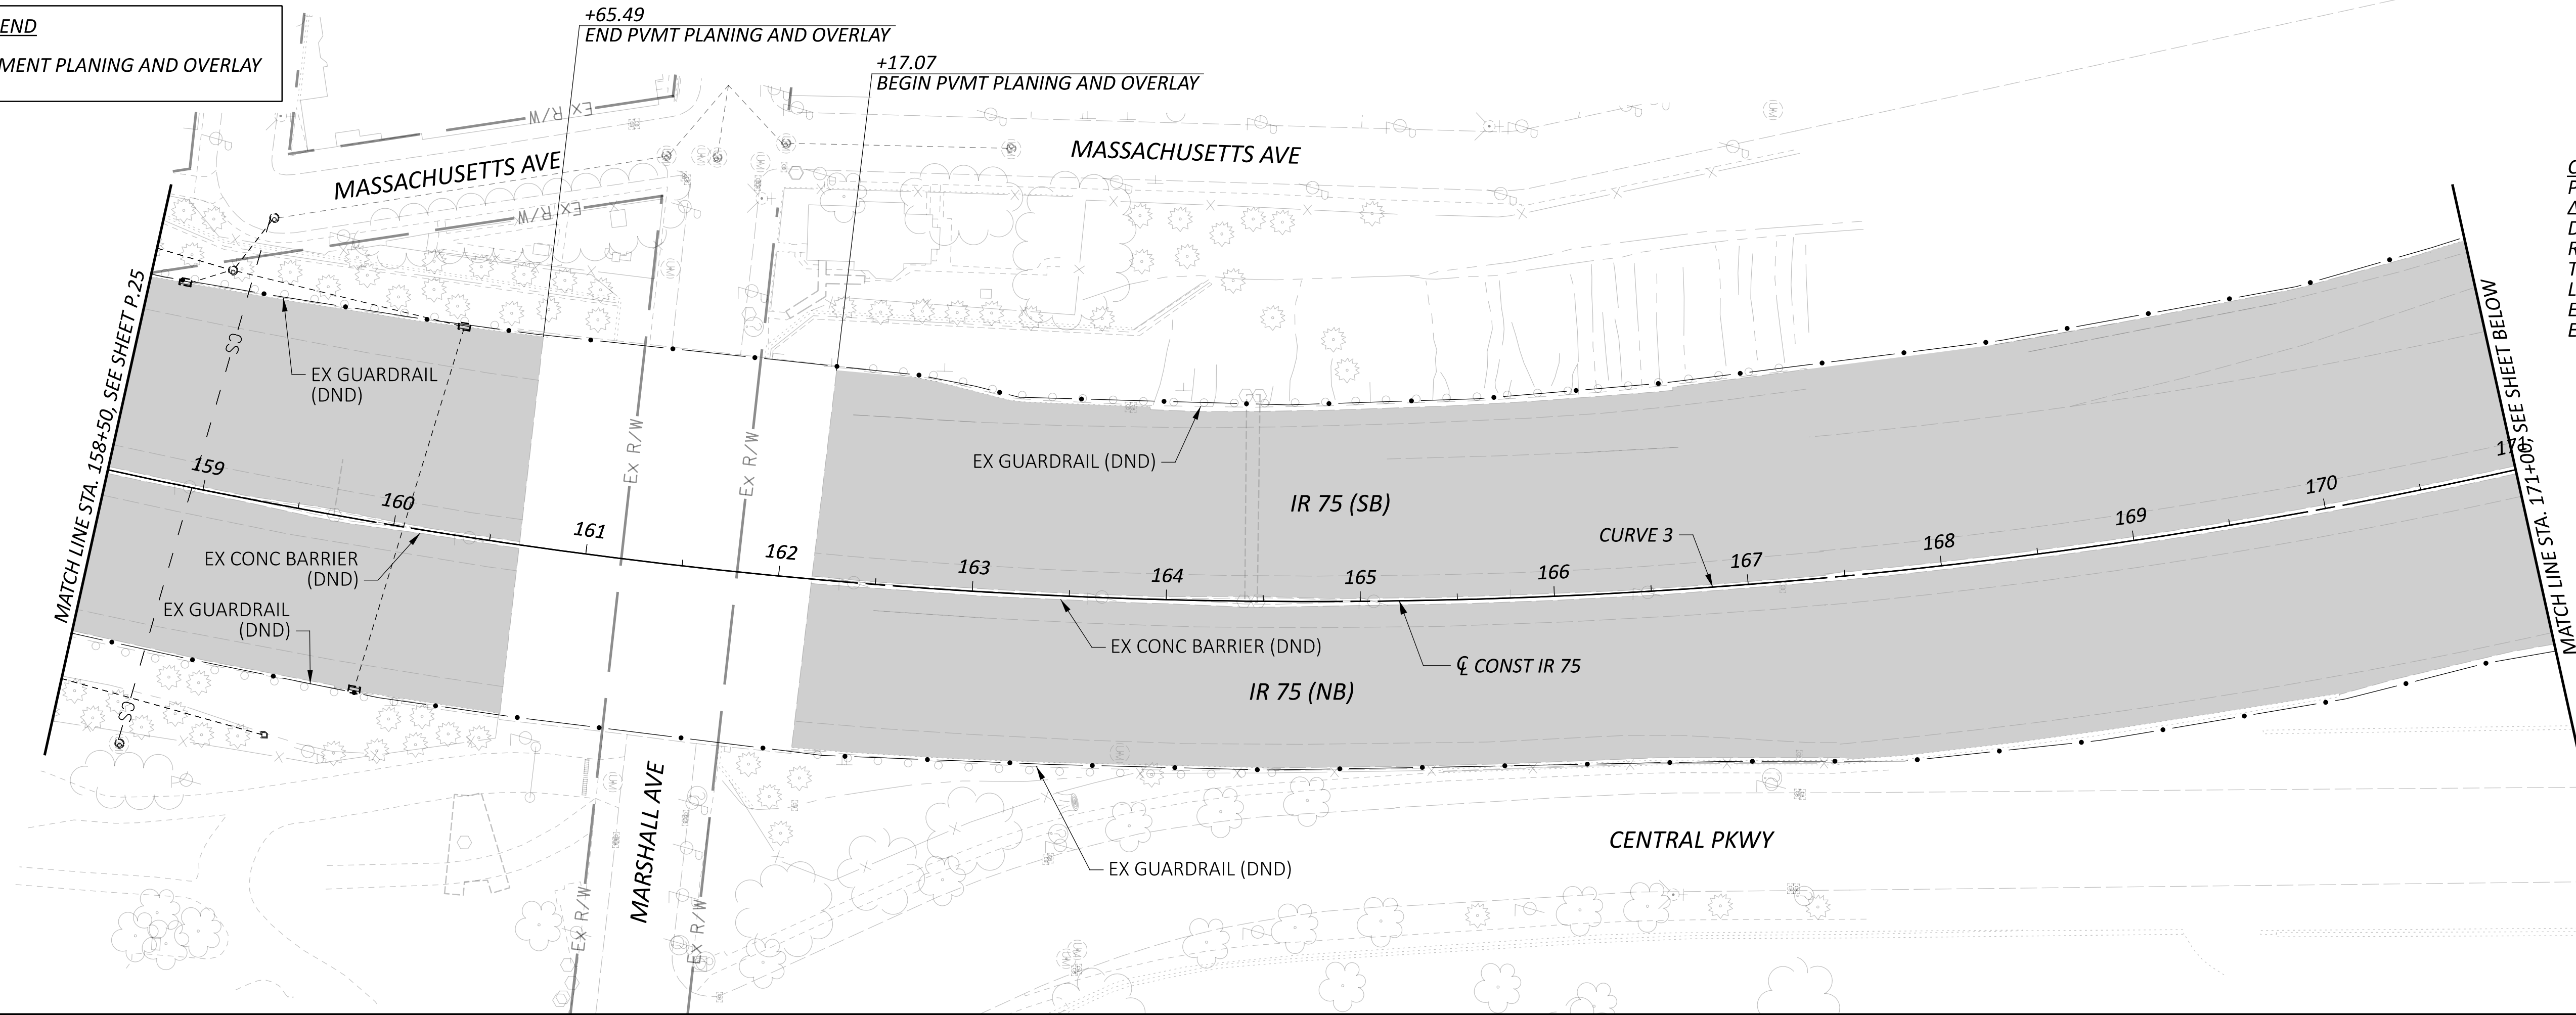 END
MENT PLANING AND OVERLAY
+65.49
END PVMT PLANING AND OVERLAY
+17.07
BEGIN PVMT PLANING AND OVERLAY
EX R/W
MASSACHUSETTS AVE
MASSACHUSETTS AVE
EX R/W
MATCH LINE STA. 158+50, SEE SHEET P.25
CS
EX GUARDRAIL
(DND)
159
160
161
162
163
164
165
166
167
168
169
170
171
EX R/W
EX R/W
EX GUARDRAIL (DND)
IR 75 (SB)
CURVE 3
EX CONC BARRIER
(DND)
EX GUARDRAIL
(DND)
EX CONC BARRIER (DND)
℄ CONST IR 75
IR 75 (NB)
CS
MARSHALL AVE
EX R/W
EX R/W
EX GUARDRAIL (DND)
CENTRAL PKWY
MATCH LINE STA. 171+00, SEE SHEET BELOW